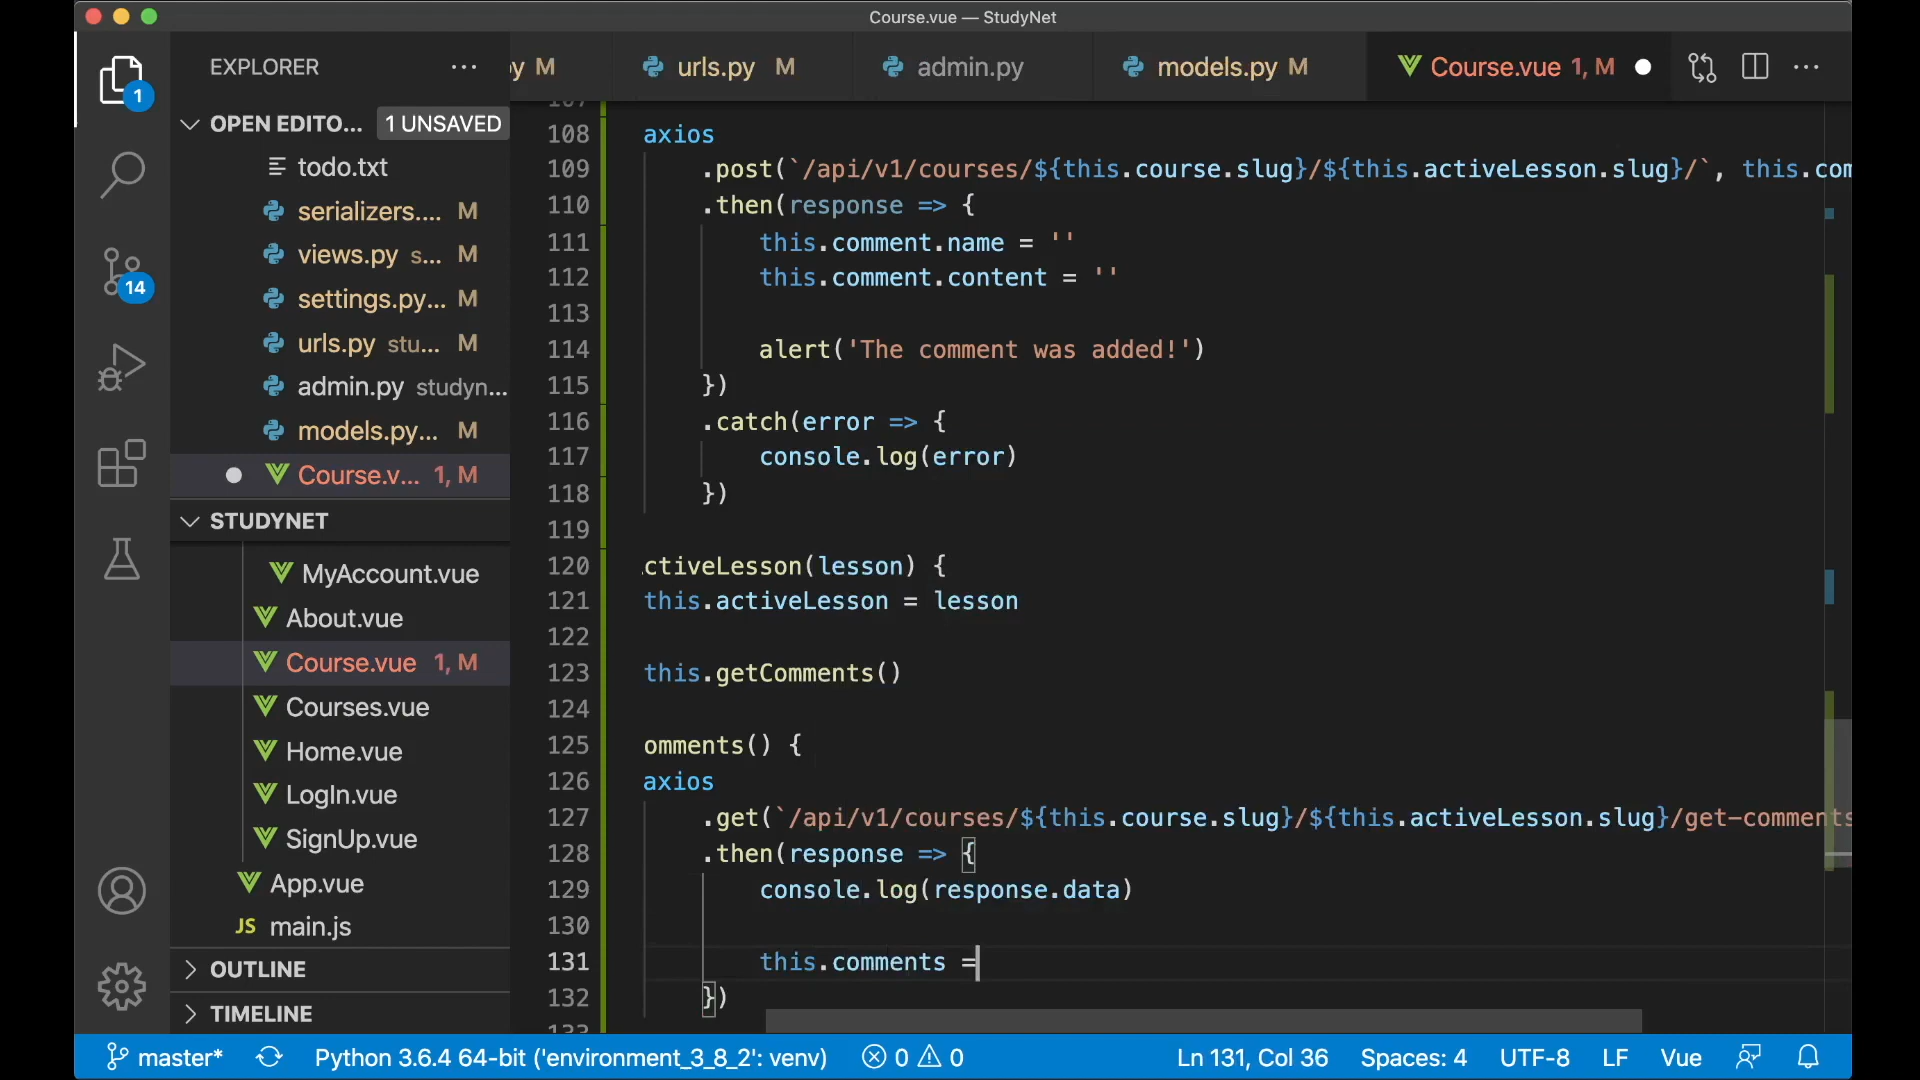 Course.vue — StudyNet
EXPLORER
y M
urls.py M
admin.py
models.py M
Course.vue 1, M
OPEN EDITO... 1 UNSAVED
todo.txt
serializers.... M
views.py s... M
settings.py... M
urls.py stu... M
admin.py studyn...
models.py... M
Course.v... 1, M
STUDYNET
MyAccount.vue
About.vue
Course.vue 1, M
Courses.vue
Home.vue
LogIn.vue
SignUp.vue
App.vue
JS main.js
OUTLINE
TIMELINE
1
14
108 axios
109 .post(`/api/v1/courses/${this.course.slug}/${this.activeLesson.slug}/`, this.com
110 .then(response => {
111 this.comment.name = ''
112 this.comment.content = ''
113
114 alert('The comment was added!')
115 })
116 .catch(error => {
117 console.log(error)
118 })
119
120 ctiveLesson(lesson) {
121 this.activeLesson = lesson
122
123 this.getComments()
124
125 omments() {
126 axios
127 .get(`/api/v1/courses/${this.course.slug}/${this.activeLesson.slug}/get-comments
128 .then(response => {
129 console.log(response.data)
130
131 this.comments =
132 })
master* Python 3.6.4 64-bit ('environment_3_8_2': venv) 0 0 Ln 131, Col 36 Spaces: 4 UTF-8 LF Vue